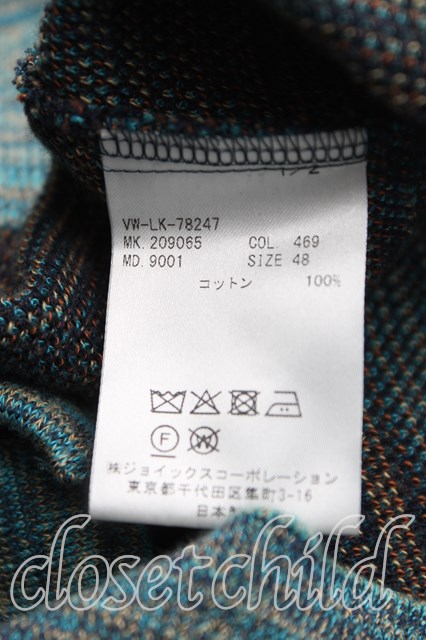 1/2
VW-LK-78247
MK. 209065 COL. 469
MD. 9001 SIZE 48
コットン 100%
F
W
㈱ジョイックスコーポレーション
東京都千代田区隼町3-16
日本
closetchild